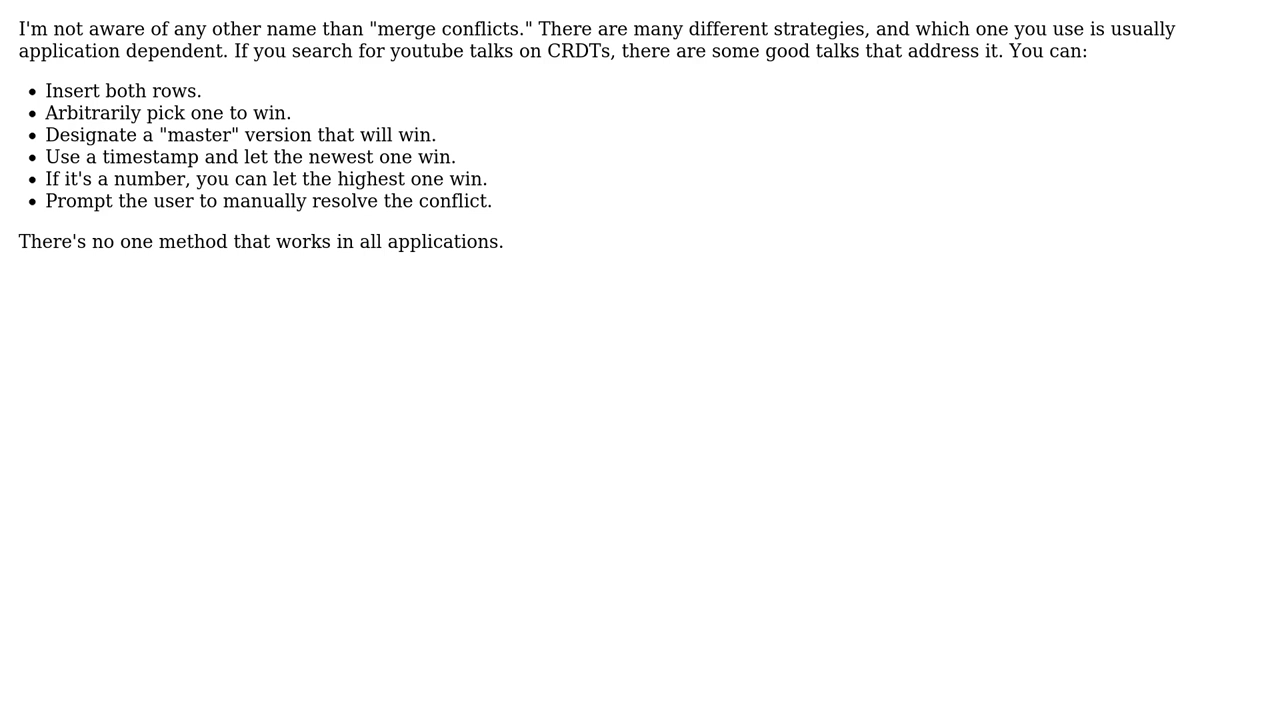 I'm not aware of any other name than "merge conflicts." There are many different strategies, and which one you use is usually
application dependent. If you search for youtube talks on CRDTs, there are some good talks that address it. You can:
• Insert both rows.
• Arbitrarily pick one to win.
• Designate a "master" version that will win.
• Use a timestamp and let the newest one win.
• If it's a number, you can let the highest one win.
• Prompt the user to manually resolve the conflict.
There's no one method that works in all applications.